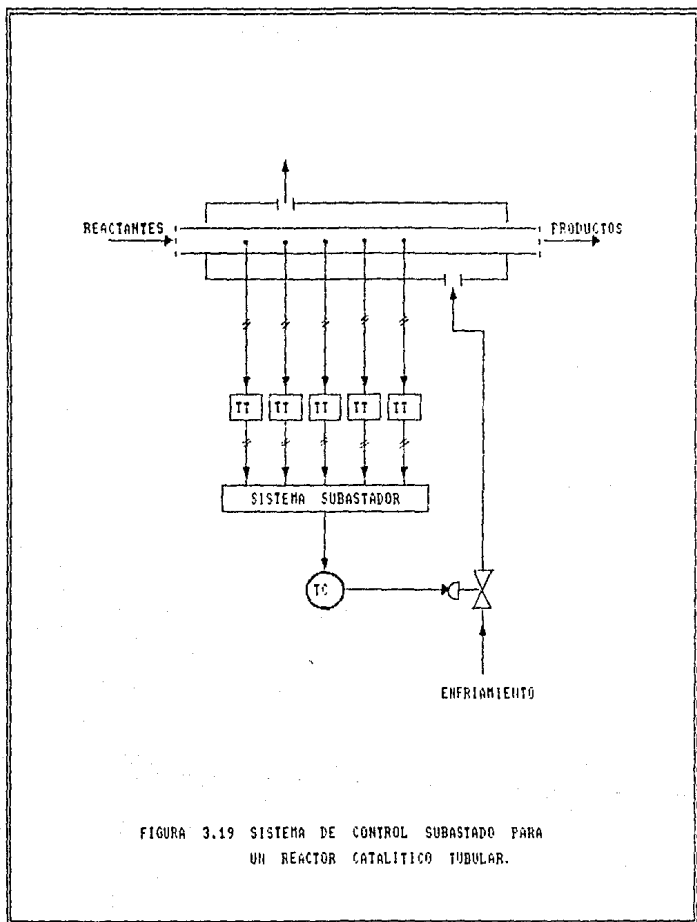 REACTANTES
PRODUCTOS
TT TT TT TT TT
SISTEMA SUBASTADOR
TC
ENFRIAMIENTO
FIGURA 3.19 SISTEMA DE CONTROL SUBASTADO PARA
UN REACTOR CATALITICO TUBULAR.